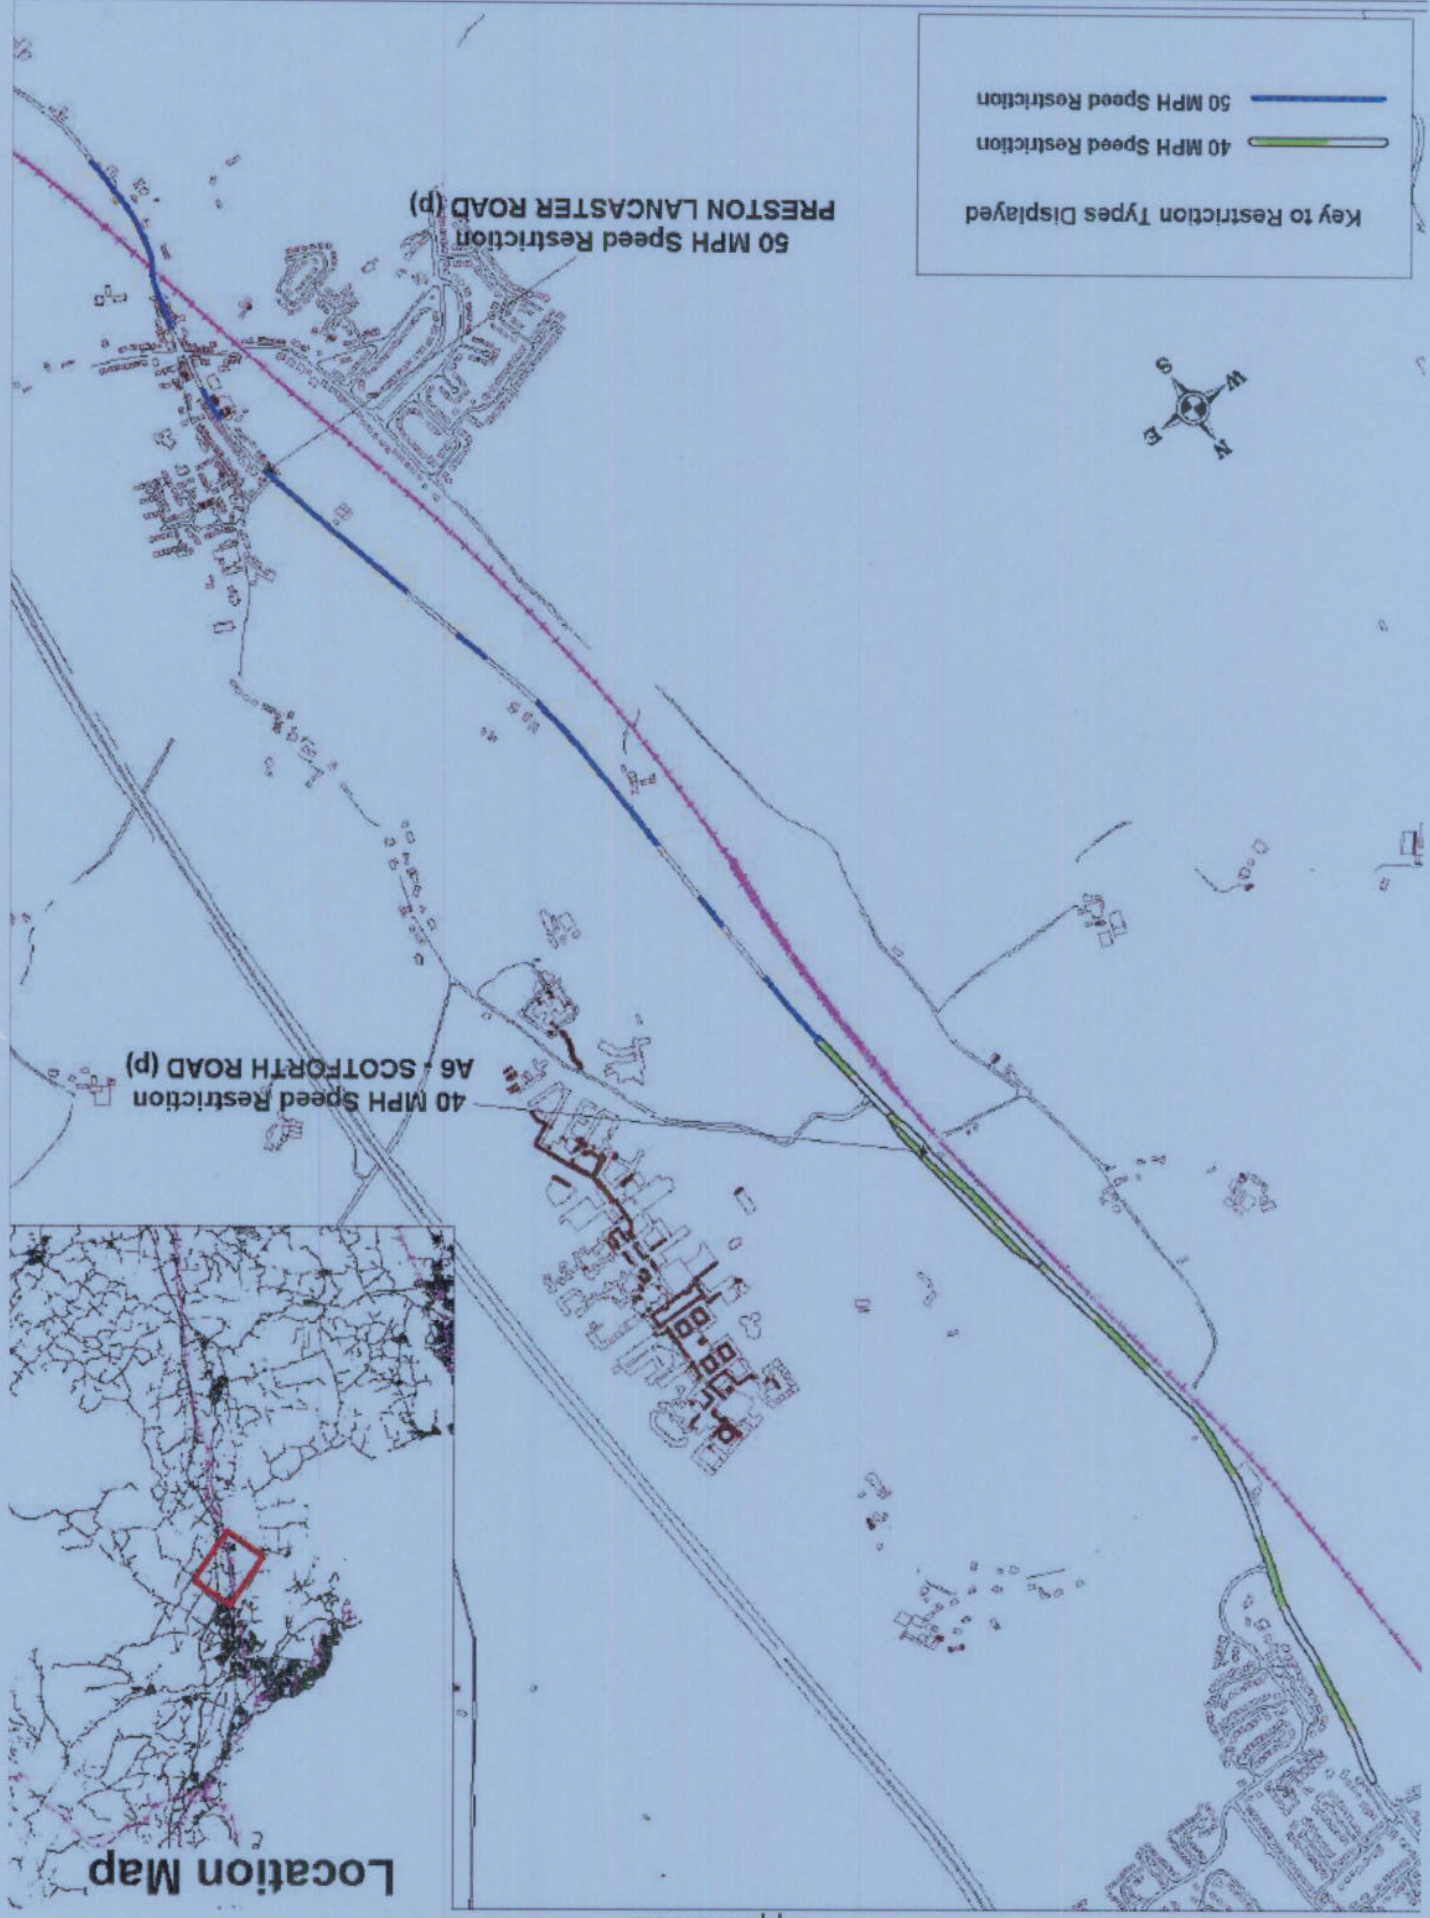 Location Map
40 MPH Speed Restriction
A6 - SCOTFORTH ROAD (p)
N
E
W
S
50 MPH Speed Restriction
PRESTON LANCASTER ROAD (p)
Key to Restriction Types Displayed
40 MPH Speed Restriction
50 MPH Speed Restriction